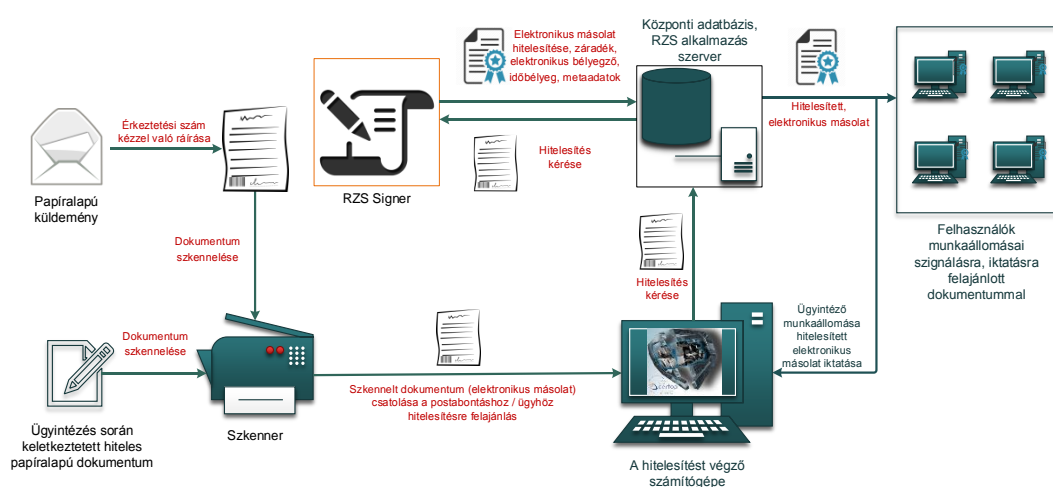 Elektronikus másolat
hitelesítése, záradék,
elektronikus bélyegző,
időbélyeg, metaadatok
Központi adatbázis,
RZS alkalmazás
szerver
Érkeztetési szám
kézzel való ráírása
Hitelesítés
kérése
Hitelesített,
elektronikus másolat
Papíralapú
küldemény
RZS Signer
Felhasználók
munkaállomásai
szignálásra, iktatásra
felajánlott
dokumentummal
Dokumentum
szkennelése
Hitelesítés
kérése
Dokumentum
szkennelése
Ügyintéző
munkaállomása
hitelesített
elektronikus
másolat iktatása
Szkennelt dokumentum (elektronikus másolat)
csatolása a postabontáshoz / ügyhöz
hitelesítésre felajánlás
certop
Ügyintézés során
keletkeztetett hiteles
papíralapú dokumentum
Szkenner
A hitelesítést végző
számítógépe